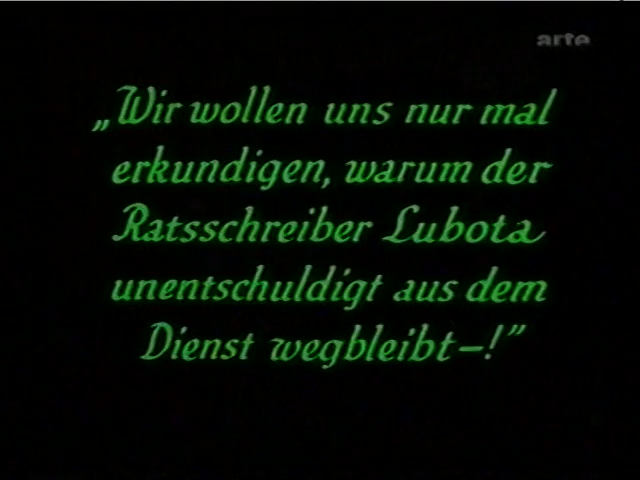 arte
„Wir wollen uns nur mal
erkundigen, warum der
Ratsschreiber Lubota
unentschuldigt aus dem
Dienst wegbleibt–!”